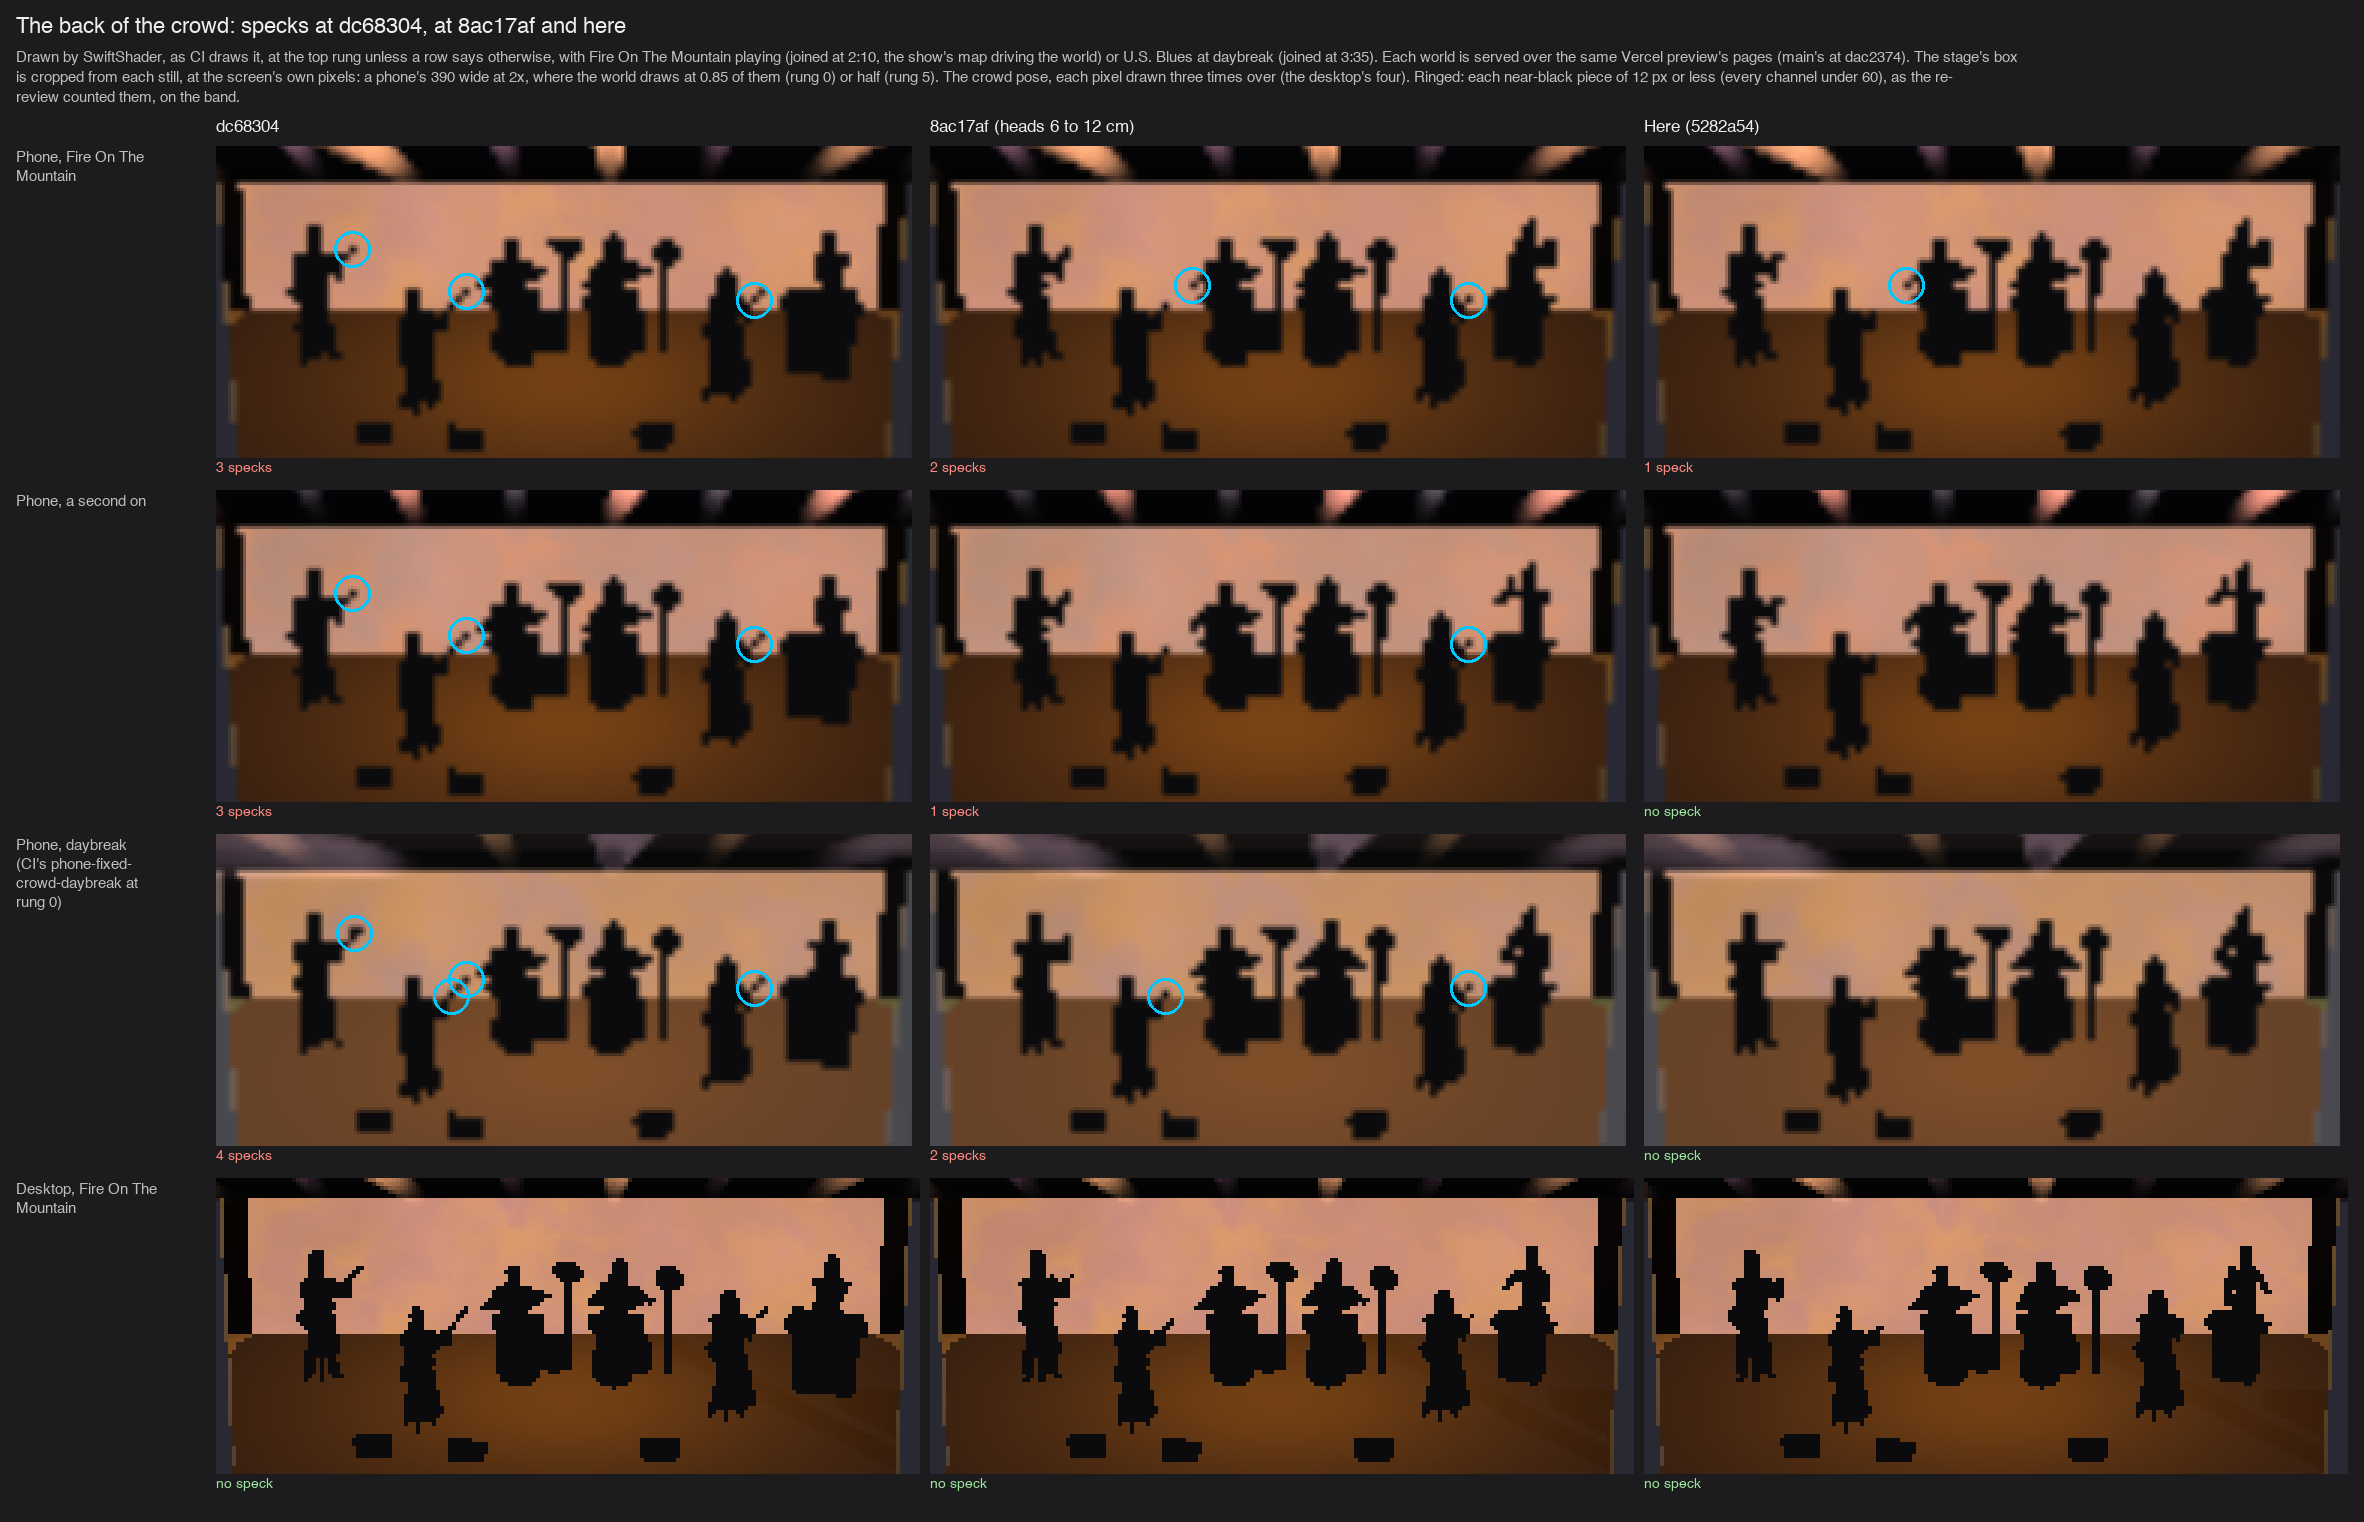 The back of the crowd: specks at dc68304, at 8ac17af and here
Drawn by SwiftShader, as CI draws it, at the top rung unless a row says otherwise, with Fire On The Mountain playing (joined at 2:10, the show's map driving the world) or U.S. Blues at daybreak (joined at 3:35). Each world is served over the same Vercel preview's pages (main's at dac2374). The stage's box
is cropped from each still, at the screen's own pixels: a phone's 390 wide at 2x, where the world draws at 0.85 of them (rung 0) or half (rung 5). The crowd pose, each pixel drawn three times over (the desktop's four). Ringed: each near-black piece of 12 px or less (every channel under 60), as the re-
review counted them, on the band.
dc68304
8ac17af (heads 6 to 12 cm)
Here (5282a54)
Phone, Fire On The
Mountain
3 specks
2 specks
1 speck
Phone, a second on
3 specks
1 speck
no speck
Phone, daybreak
(CI's phone-fixed-
crowd-daybreak at
rung 0)
4 specks
2 specks
no speck
Desktop, Fire On The
Mountain
no speck
no speck
no speck